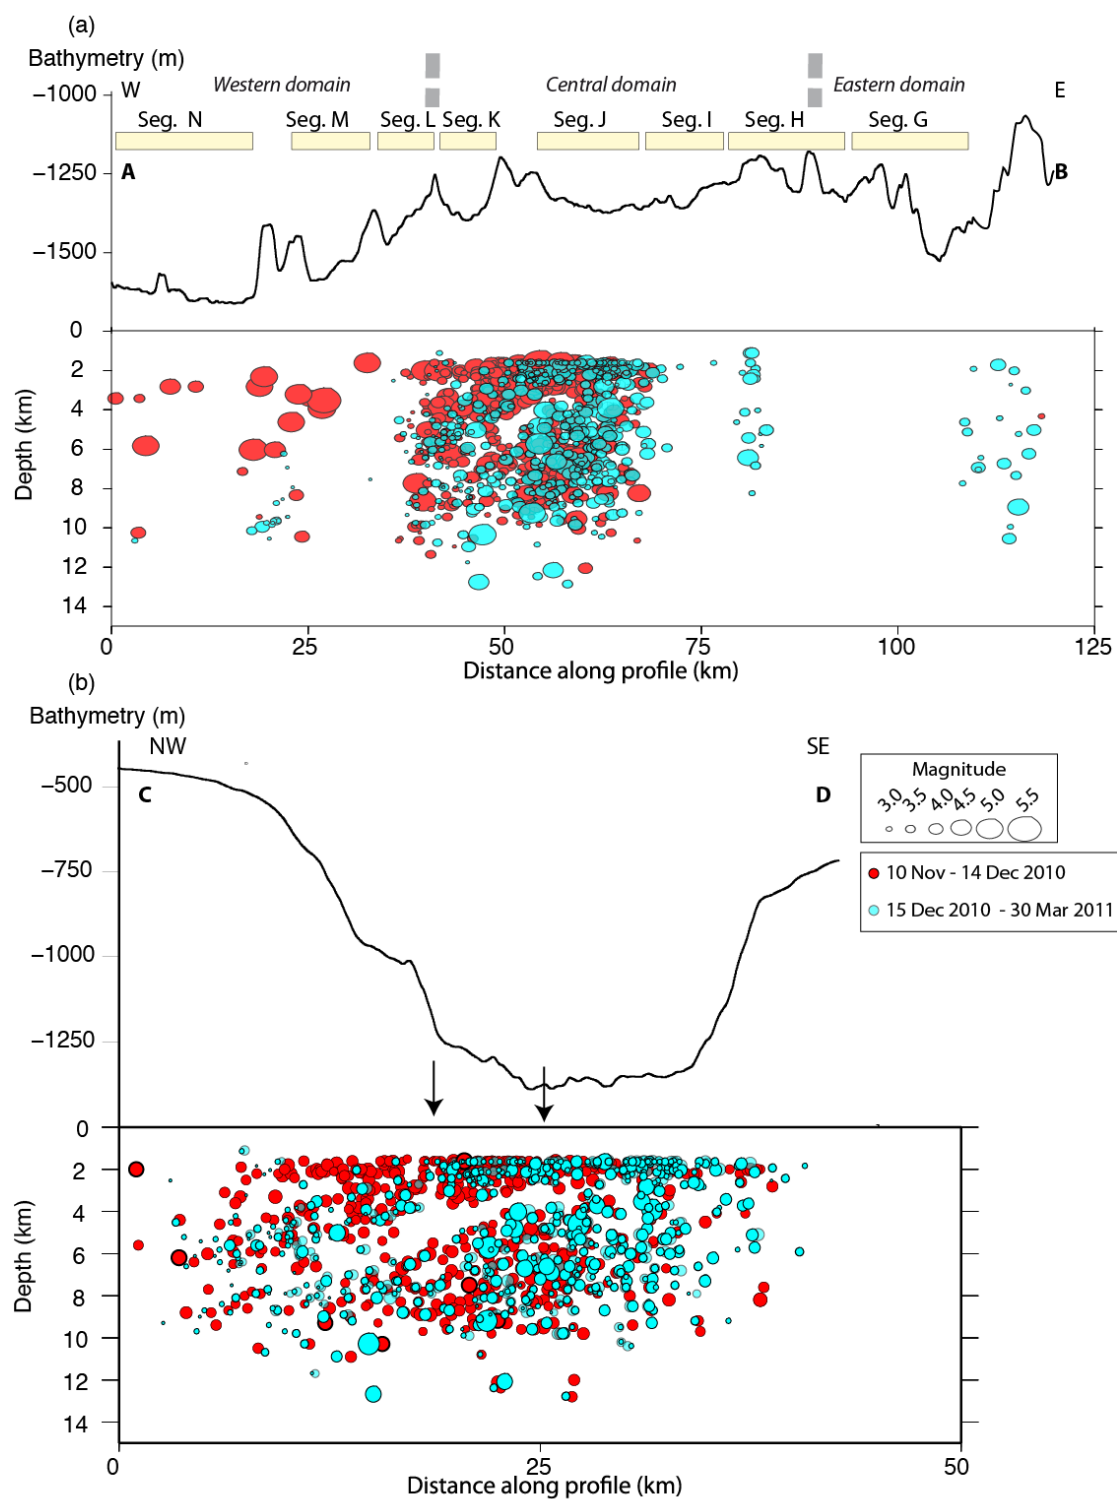 (a)
Bathymetry (m)
Western domain Central domain Eastern domain
−1000 W E
Seg. N Seg. M Seg. L Seg. K Seg. J Seg. I Seg. H Seg. G
−1250 A B
−1500
0
2
4
6
8
10
12
14
Depth (km)
0 25 50 75 100 125
Distance along profile (km)
(b)
Bathymetry (m)
NW SE
−500 C D
−750
−1000
−1250
Magnitude
3.0 3.5 4.0 4.5 5.0 5.5
10 Nov - 14 Dec 2010
15 Dec 2010 - 30 Mar 2011
0
2
4
6
8
10
12
14
Depth (km)
0 25 50
Distance along profile (km)